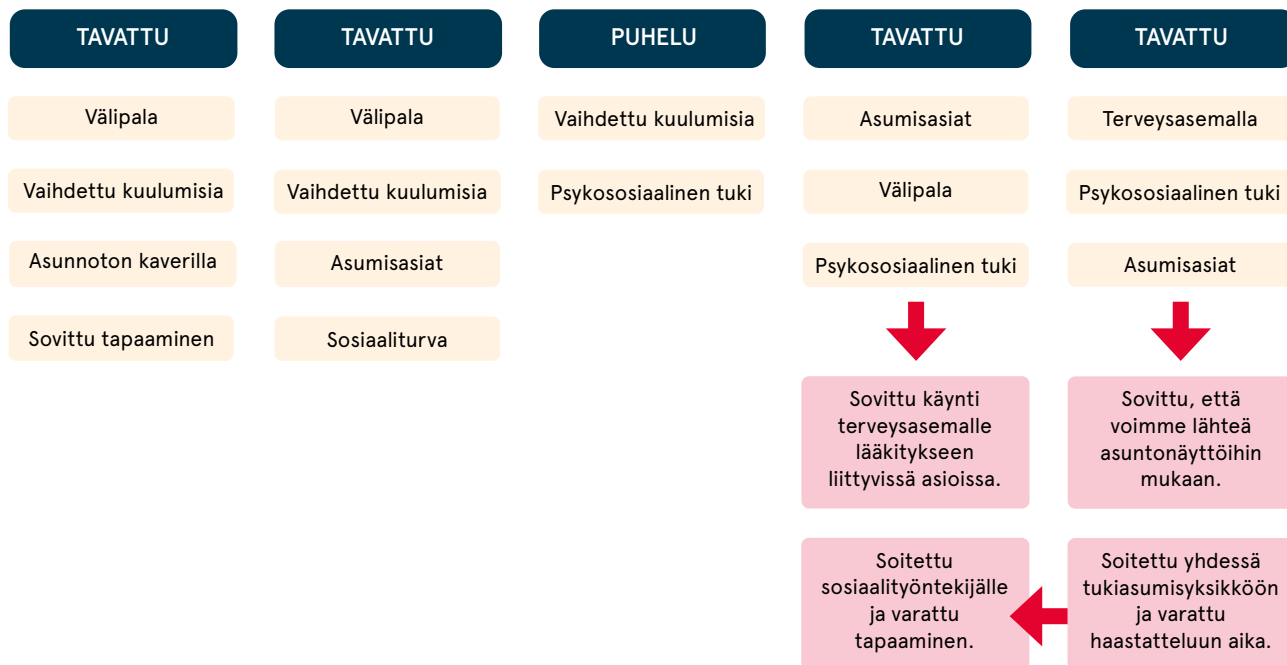 TAVATTU
Välipala
Vaihdettu kuulumisia
Asunnoton kaverilla
Sovittu tapaaminen
TAVATTU
Välipala
Vaihdettu kuulumisia
Asumisasiat
Sosiaaliturva
PUHELU
Vaihdettu kuulumisia
Psykososiaalinen tuki
TAVATTU
Asumisasiat
Välipala
Psykososiaalinen tuki
Sovittu käynti
terveysasemalle
lääkitykseen
liittyvissä asioissa.
TAVATTU
Terveysasemalla
Psykososiaalinen tuki
Asumisasiat
Sovittu, että
voimme lähteä
asuntonäyttöihin
mukaan.
Soitettu yhdessä
tukiasumisyksikköön
ja varattu
haastatteluun aika.
Soitettu
sosiaalityöntekijälle
ja varattu
tapaaminen.